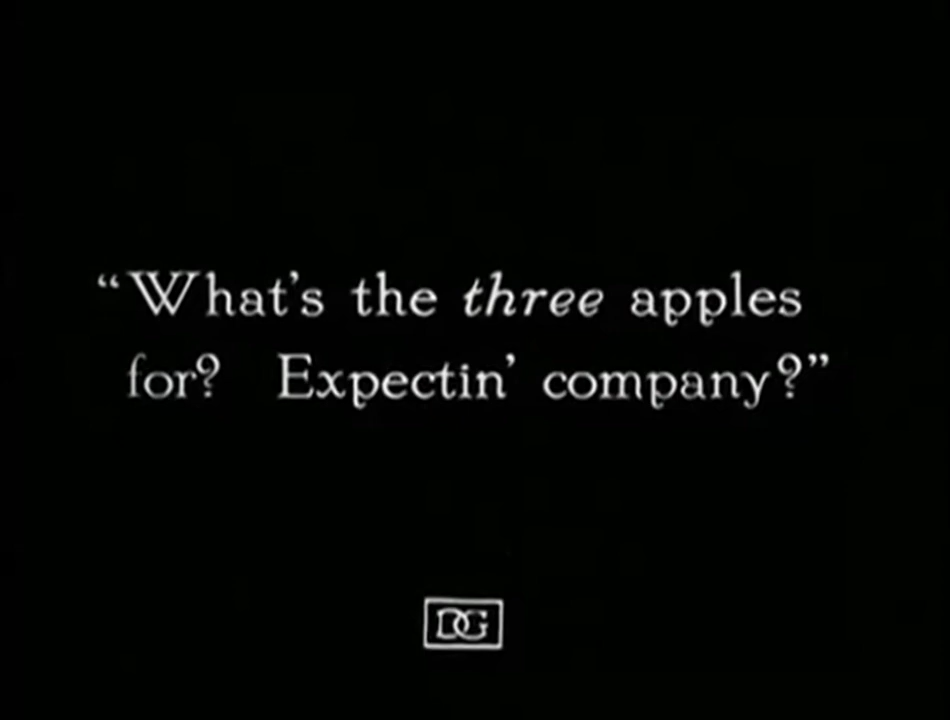 “What’s the three apples
for? Expectin’ company?”
DG